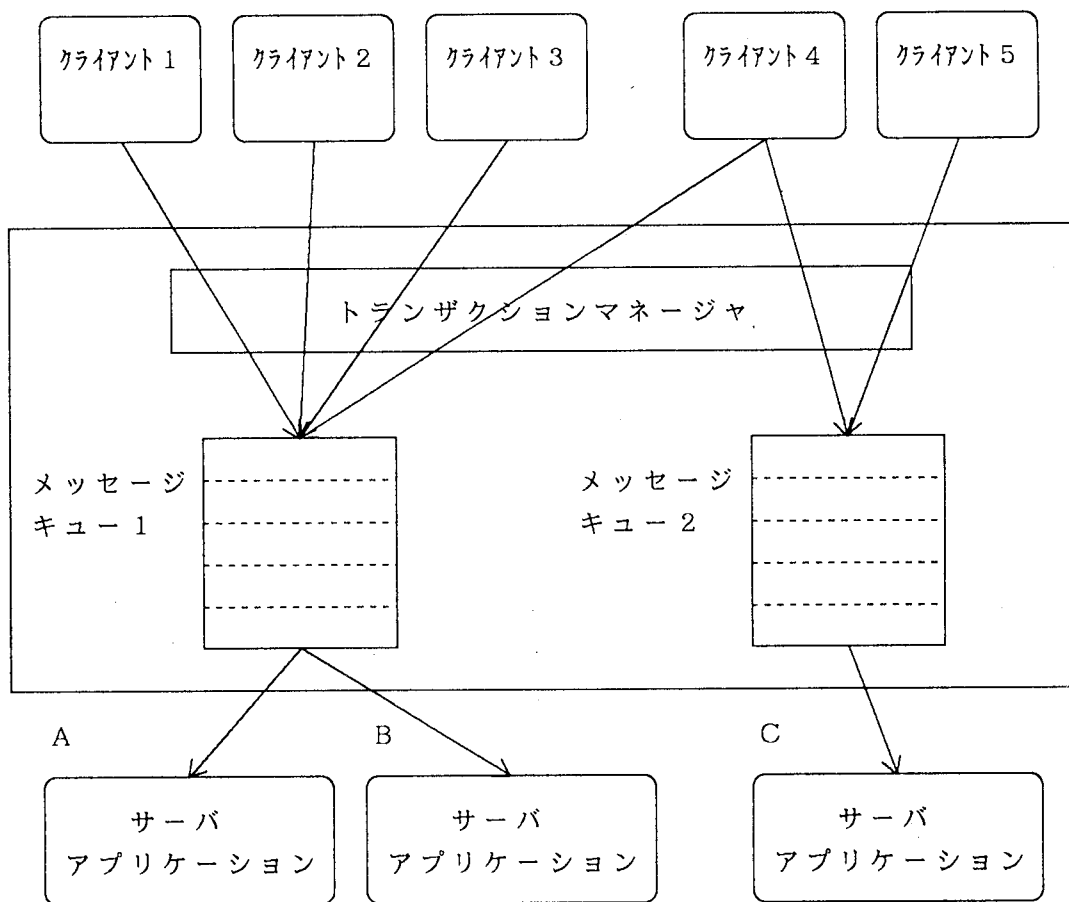 クライアント1
クライアント2
クライアント3
クライアント4
クライアント5
トランザクションマネージャ
メッセージ
キュー1
メッセージ
キュー2
A
B
C
サーバ
アプリケーション
サーバ
アプリケーション
サーバ
アプリケーション